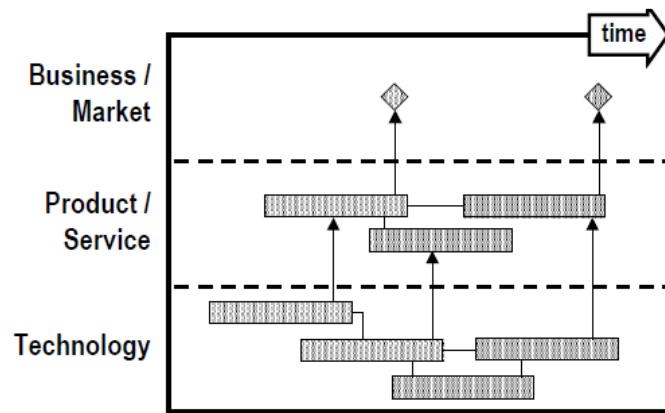 time
Business /
Market
Product /
Service
Technology